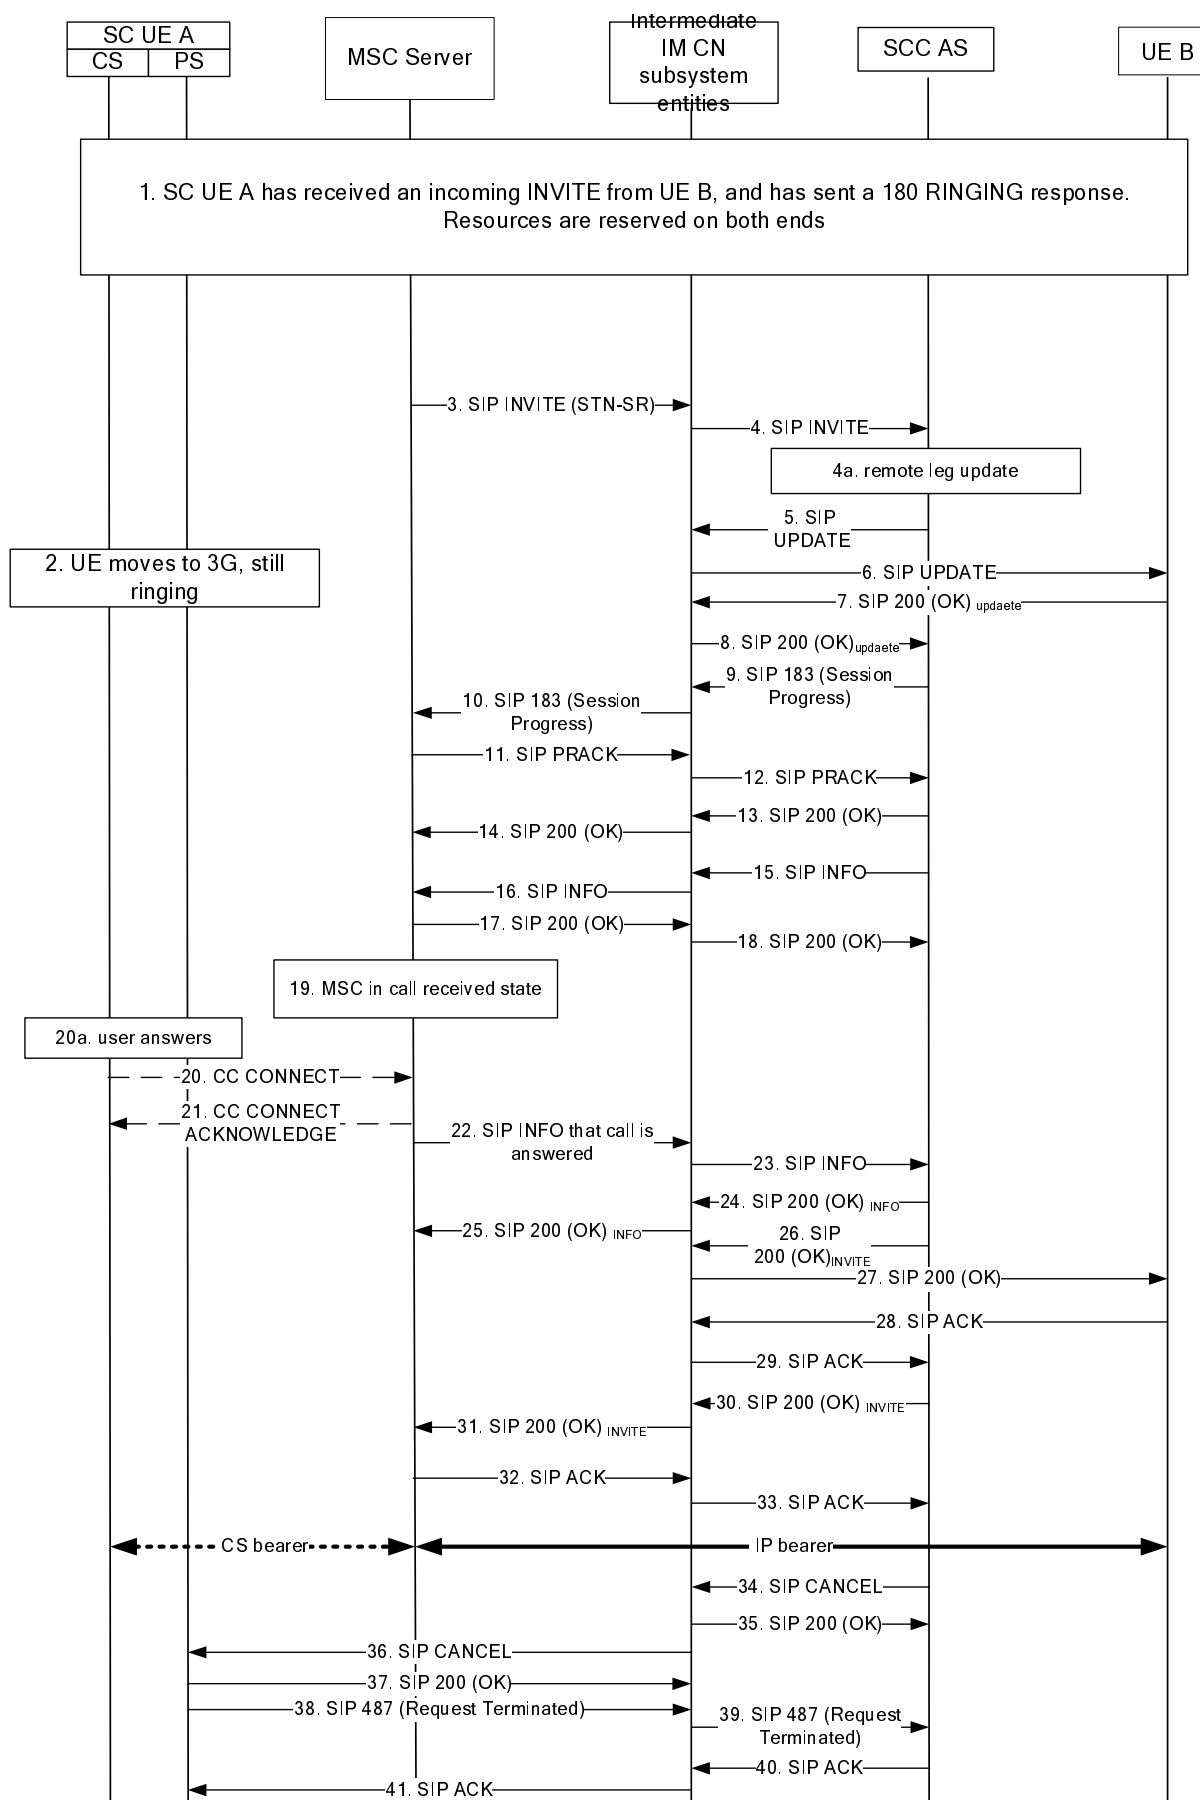 SC UE A
CS
PS
MSC Server
Intermediate
IM CN
subsystem
entities
SCC AS
UE B
1. SC UE A has received an incoming INVITE from UE B, and has sent a 180 RINGING response.
Resources are reserved on both ends
3. SIP INVITE (STN-SR)
4. SIP INVITE
4a. remote leg update
5. SIP
UPDATE
2. UE moves to 3G, still
ringing
6. SIP UPDATE
7. SIP 200 (OK) updaete
8. SIP 200 (OK)updaete
9. SIP 183 (Session
Progress)
10. SIP 183 (Session
Progress)
11. SIP PRACK
12. SIP PRACK
13. SIP 200 (OK)
14. SIP 200 (OK)
15. SIP INFO
16. SIP INFO
17. SIP 200 (OK)
18. SIP 200 (OK)
19. MSC in call received state
20a. user answers
20. CC CONNECT
21. CC CONNECT
ACKNOWLEDGE
22. SIP INFO that call is
answered
23. SIP INFO
24. SIP 200 (OK) INFO
25. SIP 200 (OK) INFO
26. SIP
200 (OK)INVITE
27. SIP 200 (OK)
28. SIP ACK
29. SIP ACK
30. SIP 200 (OK) INVITE
31. SIP 200 (OK) INVITE
32. SIP ACK
33. SIP ACK
CS bearer
IP bearer
34. SIP CANCEL
35. SIP 200 (OK)
36. SIP CANCEL
37. SIP 200 (OK)
38. SIP 487 (Request Terminated)
39. SIP 487 (Request
Terminated)
40. SIP ACK
41. SIP ACK